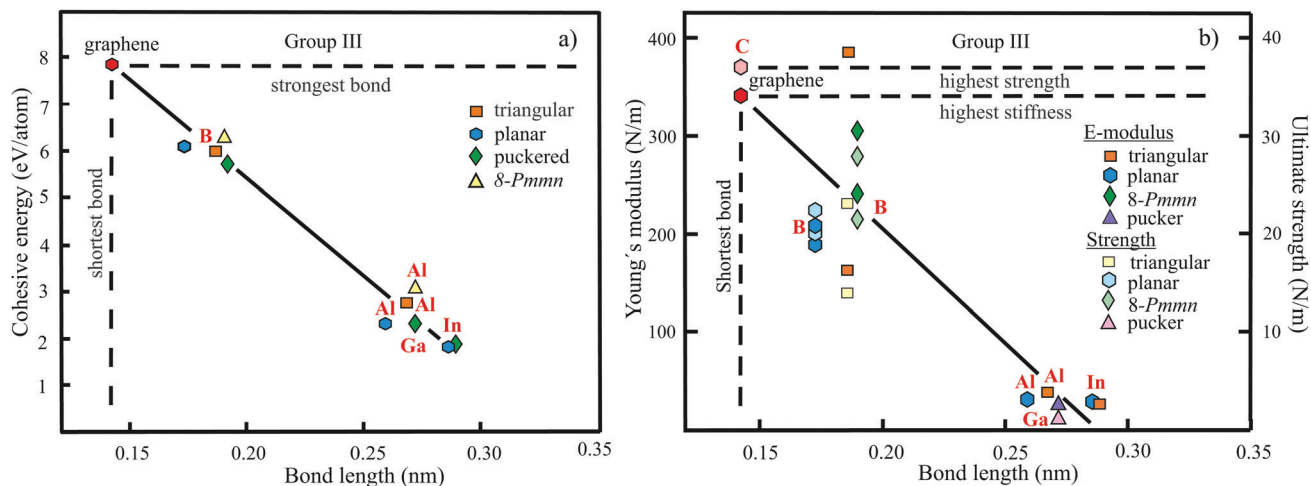 Group III
a)
graphene
strongest bond
shortest bond
triangular
planar
puckered
8-Pmmn
B
Al
Al
Al
Ga
In
Cohesive energy (eV/atom)
8
7
6
5
4
3
2
1
0.15
0.20
0.25
0.30
0.35
Bond length (nm)
Group III
b)
C
graphene
highest strength
highest stiffness
Shortest bond
E-modulus
triangular
planar
8-Pmmn
pucker
Strength
triangular
planar
8-Pmmn
pucker
B
B
Al
Al
In
Ga
Young´s modulus (N/m)
400
300
200
100
Ultimate strength (N/m)
40
30
20
10
0.15
0.20
0.25
0.30
0.35
Bond length (nm)